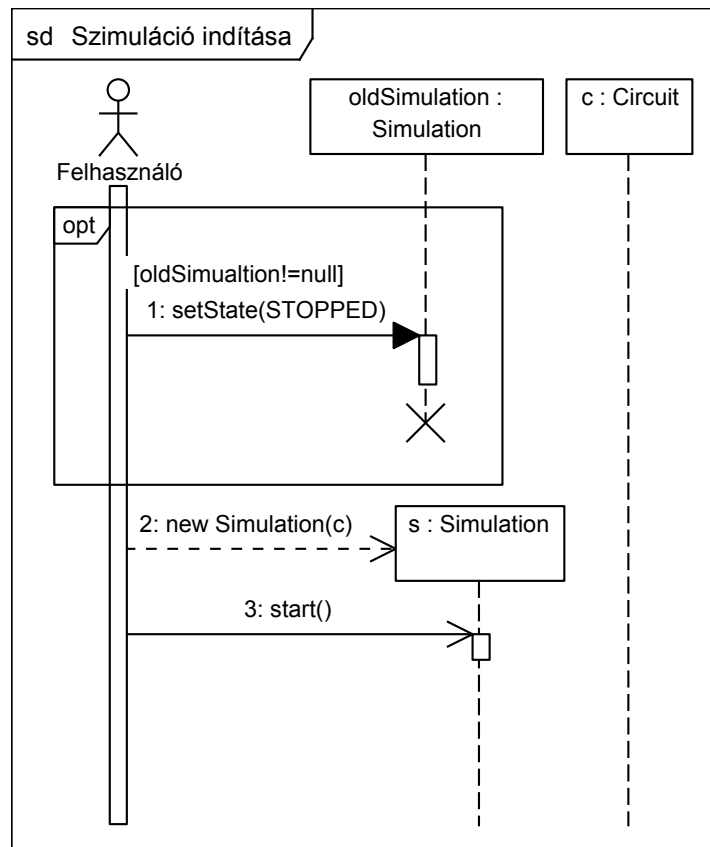 sd Szimuláció indítása
oldSimulation :
Simulation
c : Circuit
Felhasználó
opt
[oldSimualtion!=null]
1: setState(STOPPED)
2: new Simulation(c)
s : Simulation
3: start()